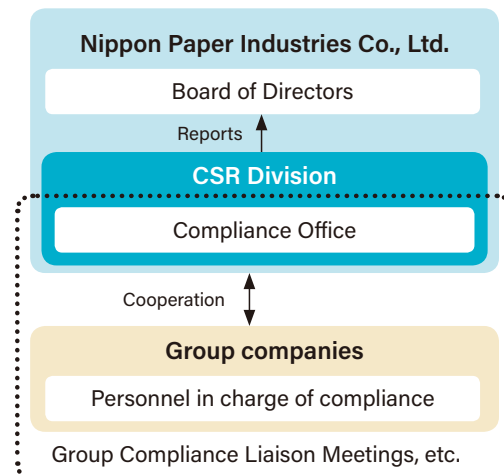 Nippon Paper Industries Co., Ltd.
Board of Directors
Reports
CSR Division
Compliance Office
Cooperation
Group companies
Personnel in charge of compliance
Group Compliance Liaison Meetings, etc.